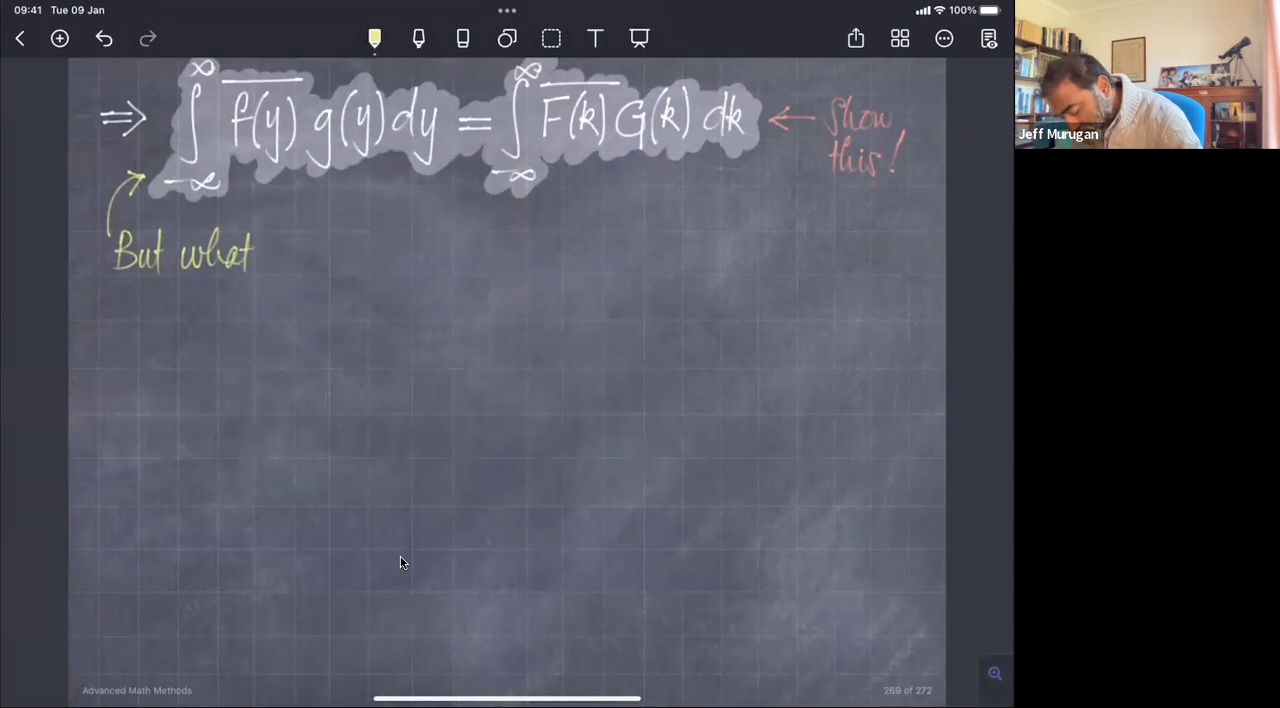 09:41 Tue 09 Jan
100%
T
⇒ ∫_{-∞}^{∞} \overline{f(y)} g(y) dy = ∫_{-∞}^{∞} \overline{F(k)} G(k) dk ← Show
this!
But what
Jeff Murugan
Advanced Math Methods
269 of 272